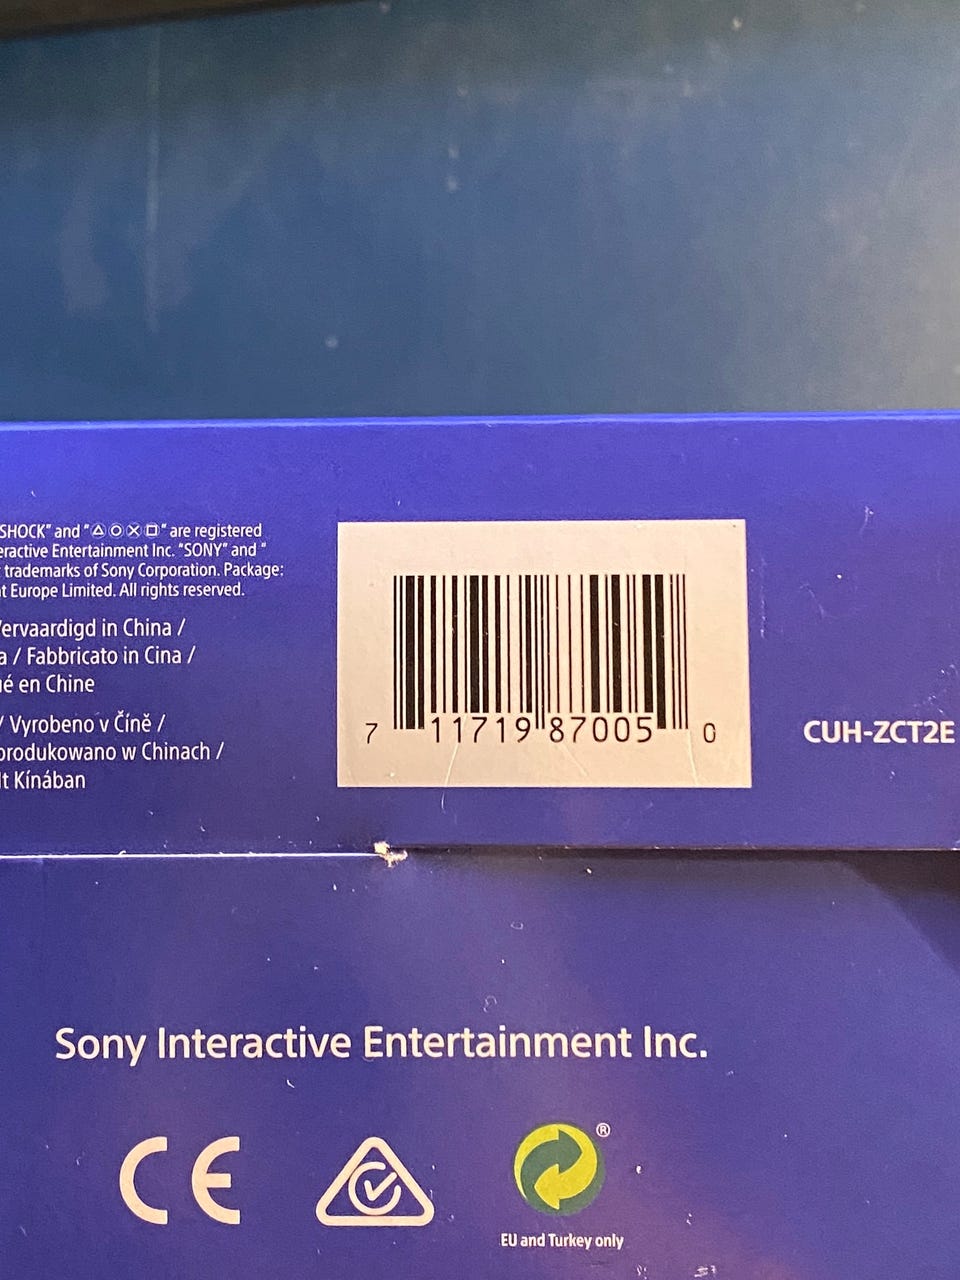 SHOCK" and "△○✕□" are registered
eractive Entertainment Inc. "SONY" and "
trademarks of Sony Corporation. Package:
t Europe Limited. All rights reserved.
ervaardigd in China /
a / Fabbricato in Cina /
ué en Chine
/ Vyrobeno v Číně /
produkowano w Chinach /
lt Kínában
7 11719 87005 0
CUH-ZCT2E
Sony Interactive Entertainment Inc.
CE
®
EU and Turkey only